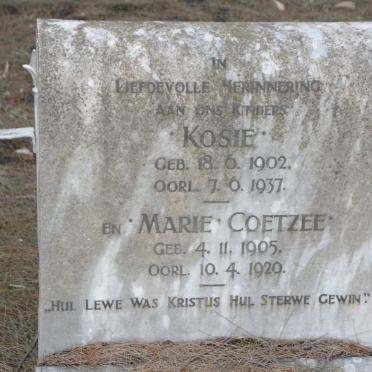 IN
LIEFDEVOLLE HERINNERING
AAN ONS KINDERS
·KOSIE·
GEB. 18. 6. 1902.
OORL. 7. 6. 1937.
EN ·MARIE COETZEE·
GEB. 4. 11. 1905.
OORL. 10. 4. 1920.
„HUL LEWE WAS KRISTUS HUL STERWE GEWIN."